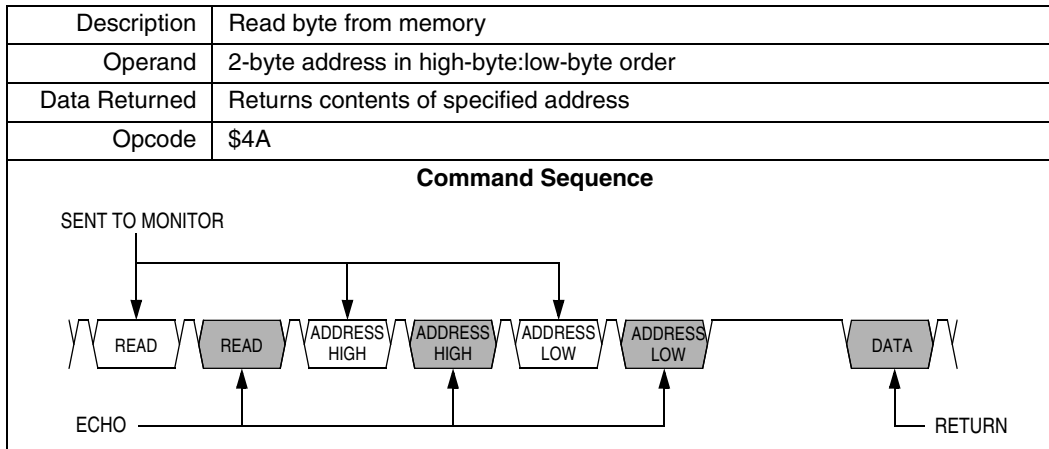 Description Read byte from memory
Operand 2-byte address in high-byte:low-byte order
Data Returned Returns contents of specified address
Opcode $4A
Command Sequence
SENT TO MONITOR
READ READ ADDRESS HIGH ADDRESS HIGH ADDRESS LOW ADDRESS LOW DATA
ECHO RETURN